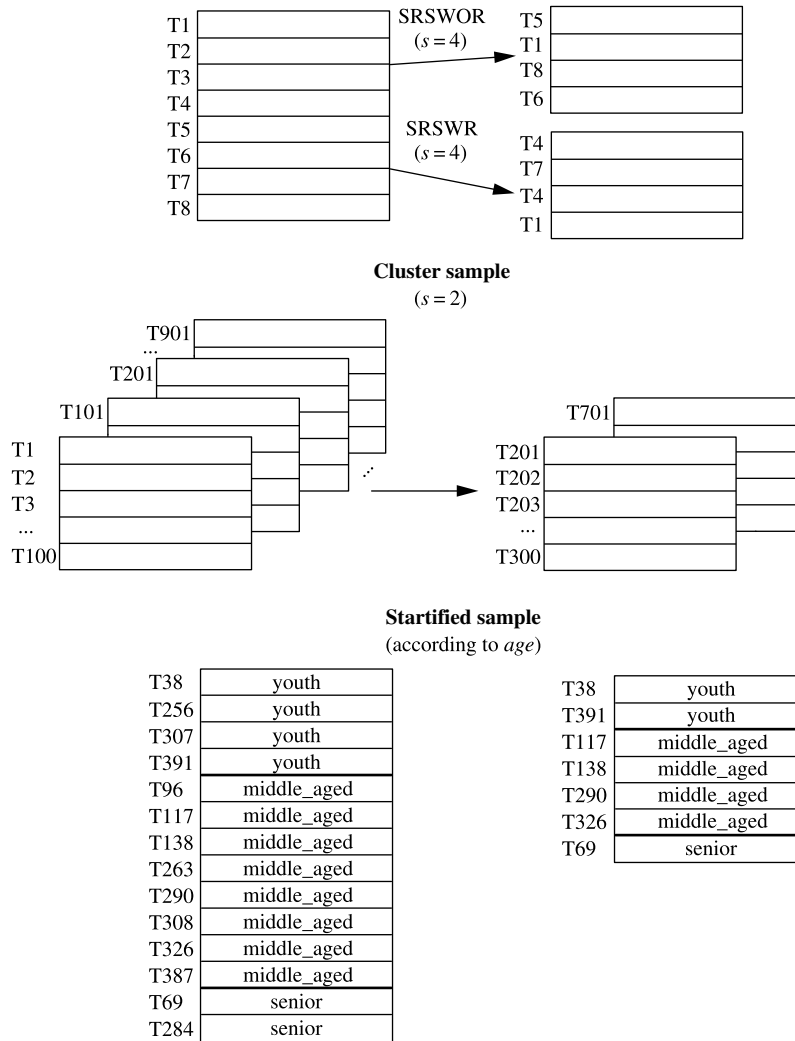 T1
T2
T3
T4
T5
T6
T7
T8
SRSWOR
(s = 4)
SRSWR
(s = 4)
T5
T1
T8
T6
T4
T7
T4
T1
Cluster sample
(s = 2)
T901
...
T201
T101
T1
T2
T3
...
T100
...
T701
T201
T202
T203
...
T300
Startified sample
(according to age)
T38 youth
T256 youth
T307 youth
T391 youth
T96 middle_aged
T117 middle_aged
T138 middle_aged
T263 middle_aged
T290 middle_aged
T308 middle_aged
T326 middle_aged
T387 middle_aged
T69 senior
T284 senior
T38 youth
T391 youth
T117 middle_aged
T138 middle_aged
T290 middle_aged
T326 middle_aged
T69 senior